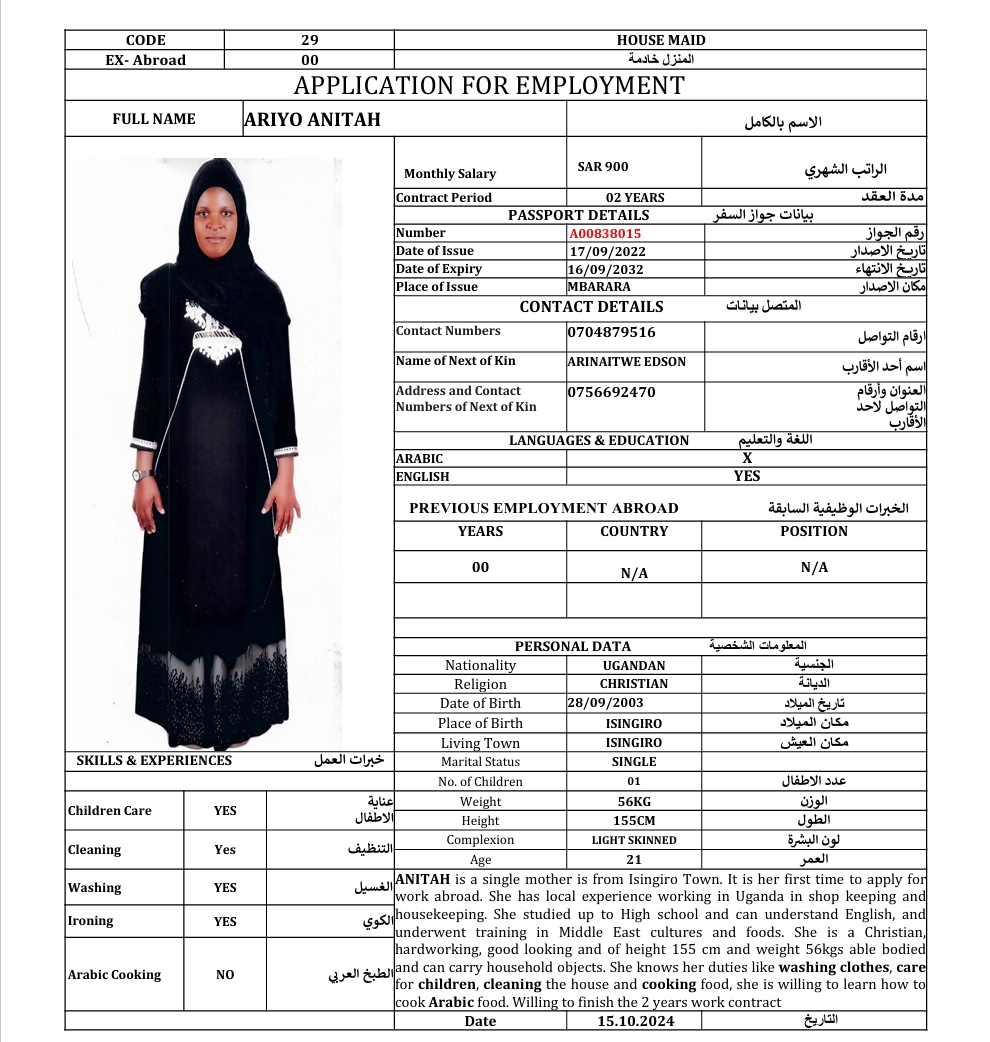 CODE 29 HOUSE MAID
EX- Abroad 00 المنزل خادمة
APPLICATION FOR EMPLOYMENT
FULL NAME ARIYO ANITAH الاسم بالكامل
Monthly Salary SAR 900 الراتب الشهري
Contract Period 02 YEARS مدة العقد
PASSPORT DETAILS بيانات جواز السفر
Number A00838015 رقم الجواز
Date of Issue 17/09/2022 تاريخ الاصدار
Date of Expiry 16/09/2032 تاريخ الانتهاء
Place of Issue MBARARA مكان الاصدار
CONTACT DETAILS المتصل بيانات
Contact Numbers 0704879516 ارقام التواصل
Name of Next of Kin ARINAITWE EDSON اسم أحد الأقارب
Address and Contact 0756692470 العنوان وأرقام
Numbers of Next of Kin التواصل لاحد
الأقارب
LANGUAGES & EDUCATION اللغة والتعليم
ARABIC X
ENGLISH YES
PREVIOUS EMPLOYMENT ABROAD الخبرات الوظيفية السابقة
YEARS COUNTRY POSITION
00 N/A N/A
PERSONAL DATA المعلومات الشخصية
Nationality UGANDAN الجنسية
Religion CHRISTIAN الديانة
Date of Birth 28/09/2003 تاريخ الميلاد
Place of Birth ISINGIRO مكان الميلاد
Living Town ISINGIRO مكان العيش
Marital Status SINGLE
No. of Children 01 عدد الاطفال
Weight 56KG الوزن
Height 155CM الطول
Complexion LIGHT SKINNED لون البشرة
Age 21 العمر
SKILLS & EXPERIENCES خبرات العمل
Children Care YES عناية
الاطفال
Cleaning Yes التنظيف
Washing YES الغسيل
Ironing YES الكوي
Arabic Cooking NO الطبخ العربي
ANITAH is a single mother is from Isingiro Town. It is her first time to apply for
work abroad. She has local experience working in Uganda in shop keeping and
housekeeping. She studied up to High school and can understand English, and
underwent training in Middle East cultures and foods. She is a Christian,
hardworking, good looking and of height 155 cm and weight 56kgs able bodied
and can carry household objects. She knows her duties like washing clothes, care
for children, cleaning the house and cooking food, she is willing to learn how to
cook Arabic food. Willing to finish the 2 years work contract
Date 15.10.2024 التاريخ